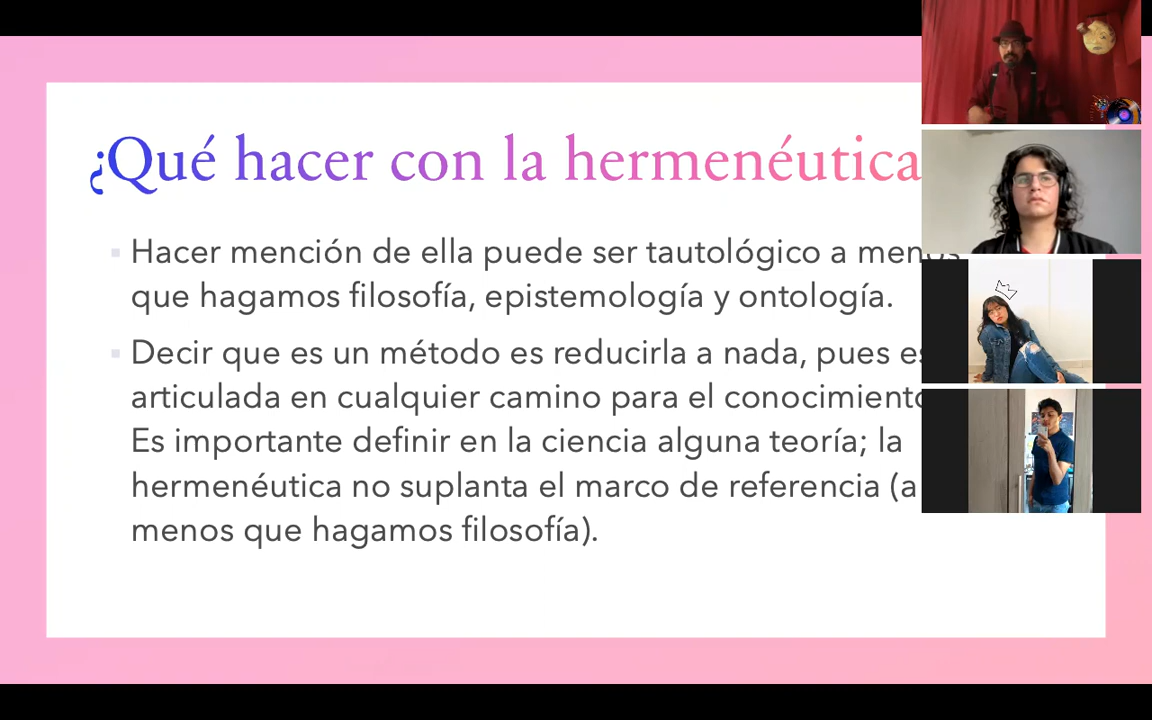 ¿Qué hacer con la hermenéutica
Hacer mención de ella puede ser tautológico a menos
que hagamos filosofía, epistemología y ontología.
Decir que es un método es reducirla a nada, pues
articulada en cualquier camino para el conocimiento
Es importante definir en la ciencia alguna teoría; la
hermenéutica no suplanta el marco de referencia (a
menos que hagamos filosofía).